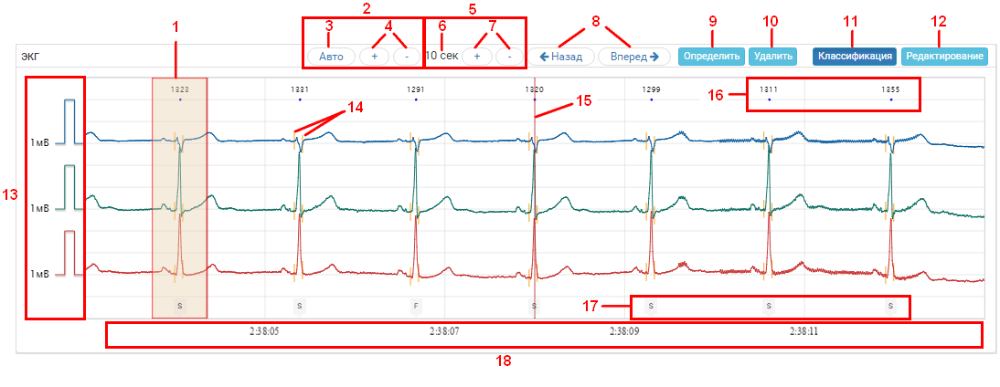 1
2
5
3
4
6
7
8
9
10
11
12
ЭКГ
Авто
+
-
10 сек
+
-
Назад
Вперед
Определить
Удалить
Классификация
Редактирование
1323
1331
1291
1320
1299
1311
1355
16
14
15
1мВ
13
1мВ
1мВ
S
S
F
S
17
S
S
S
2:38:05
2:38:07
2:38:09
2:38:11
18